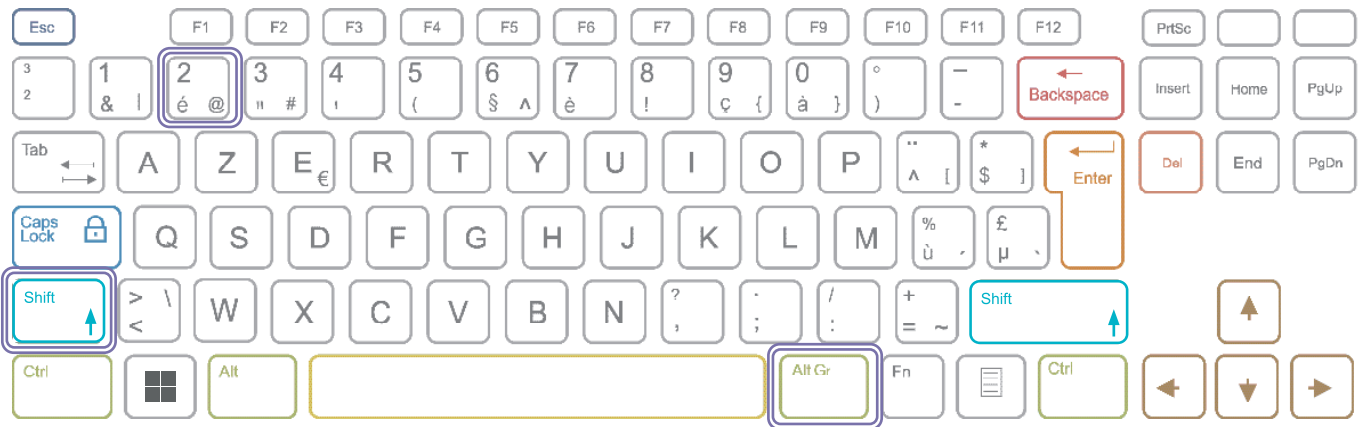 Esc F1 F2 F3 F4 F5 F6 F7 F8 F9 F10 F11 F12 PrtSc
3 1 2 3 4 5 6 7 8 9 0 ° _ ← Backspace Insert Home PgUp
2 & | é @ " # ' ( § ^ è ! ç { à } ) -
Tab A Z E € R T Y U I O P ¨ * Enter Del End PgDn
^ [ $ ]
Caps Lock Q S D F G H J K L M % £
ù ´ µ `
Shift > \ W X C V B N ? . / + Shift
< , ; : = ~
Ctrl Alt Alt Gr Fn Ctrl